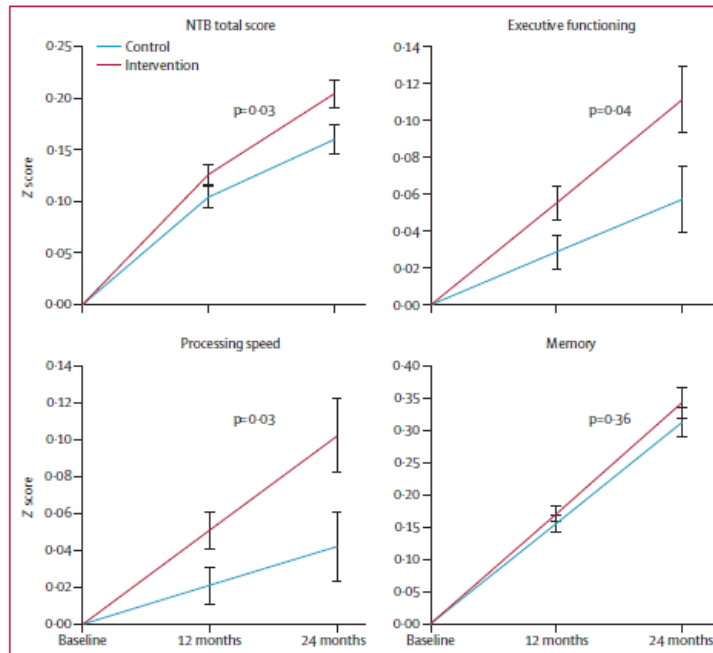 NTB total score
Executive functioning
Control
Intervention
Z score
0·25
0·20
0·15
0·10
0·05
0·00
p=0·03
0·14
0·12
0·10
0·08
0·06
0·04
0·02
0·00
p=0·04
Processing speed
Memory
Z score
0·14
0·12
0·10
0·08
0·06
0·04
0·02
0·00
p=0·03
Baseline
12 months
24 months
0·40
0·35
0·30
0·25
0·20
0·15
0·10
0·05
0·00
p=0·36
Baseline
12 months
24 months